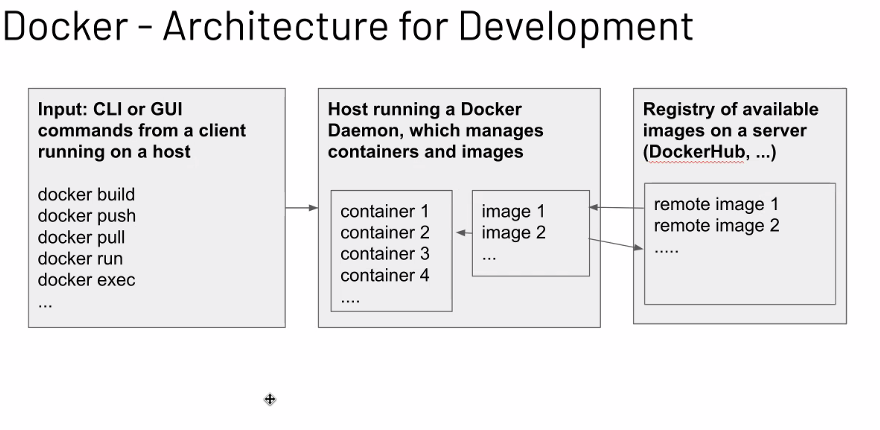 Docker - Architecture for Development
Input: CLI or GUI
commands from a client
running on a host
docker build
docker push
docker pull
docker run
docker exec
...
Host running a Docker
Daemon, which manages
containers and images
container 1
container 2
container 3
container 4
....
image 1
image 2
...
Registry of available
images on a server
(DockerHub, ...)
remote image 1
remote image 2
.....